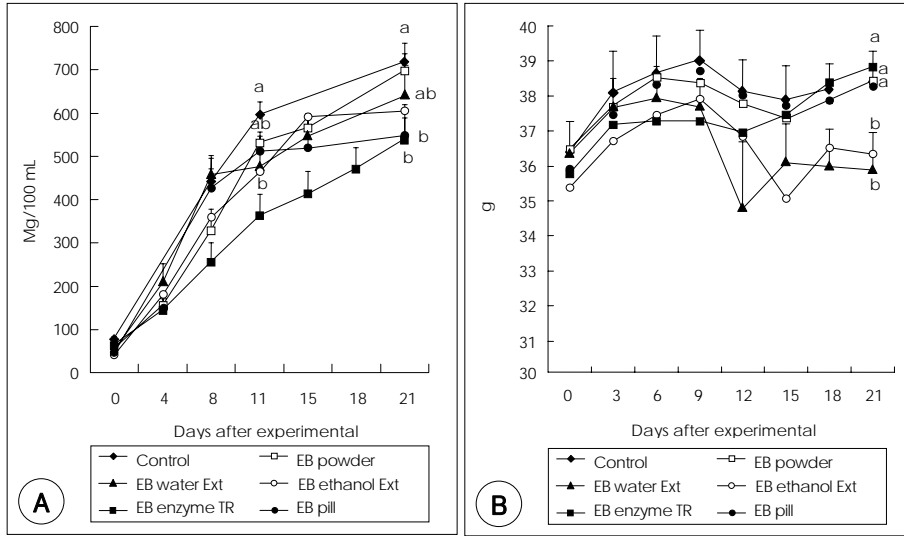 800
700
600
500
400
300
200
100
0
Mg/100 mL
a
a
ab
ab
b
b
b
0 4 8 11 15 18 21
Days after experimental
Control
EB powder
EB water Ext
EB ethanol Ext
EB enzyme TR
EB pill
A
40
39
38
37
36
35
34
33
32
31
30
g
a
a
a
b
b
0 3 6 9 12 15 18 21
Days after experimental
Control
EB powder
EB water Ext
EB ethanol Ext
EB enzyme TR
EB pill
B